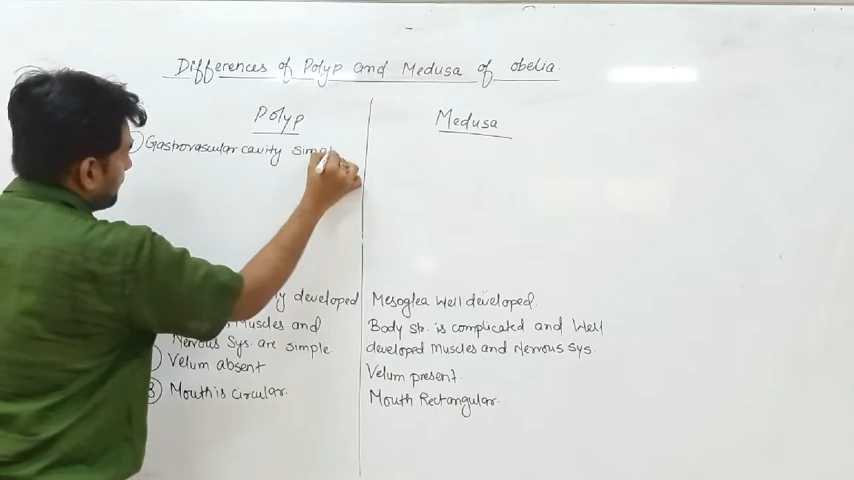 Differences of Polyp and Medusa of obelia.
Polyp
Medusa
Gastrovascular cavity
developed
Mesoglea well developed.
Muscles and
Body str. is complicated and Well
Nervous Sys. are simple.
developed Muscles and Nervous Sys.
Velum absent
Velum present.
Mouth is circular.
Mouth Rectangular.